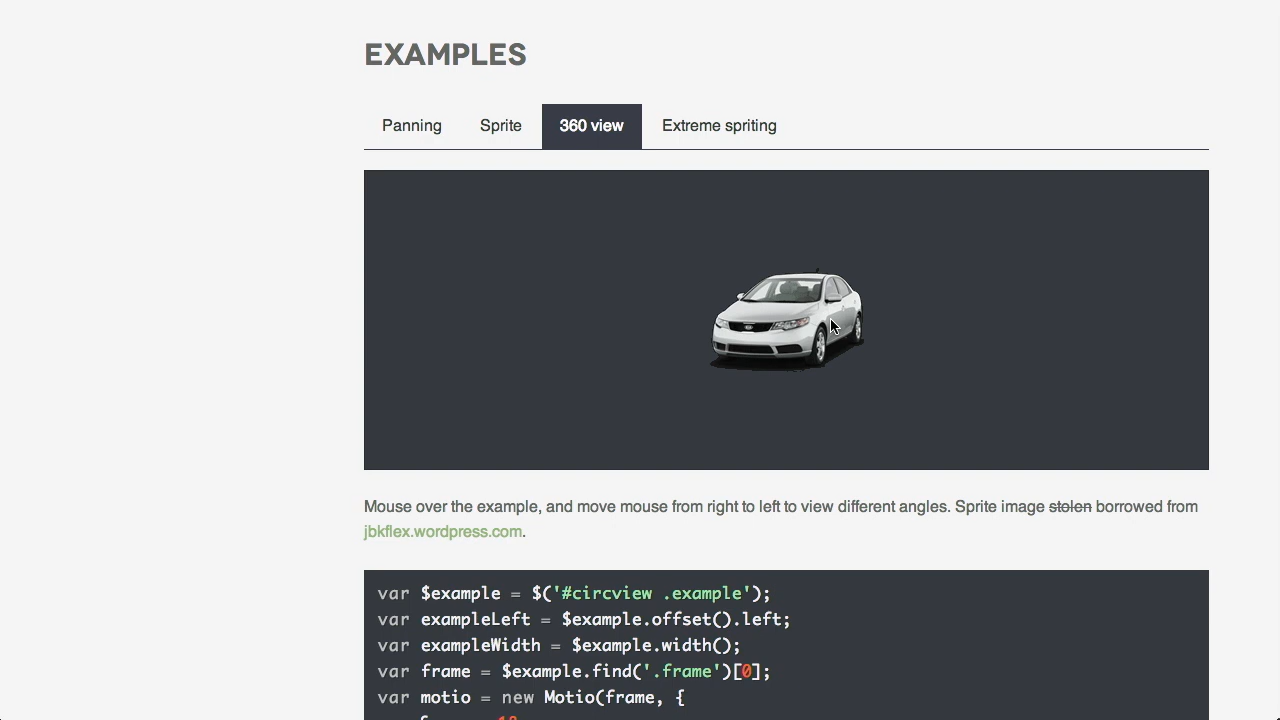 EXAMPLES
Panning Sprite 360 view Extreme spriting
Mouse over the example, and move mouse from right to left to view different angles. Sprite image stolen borrowed from
jbkflex.wordpress.com.
var $example = $('#circview .example');
var exampleLeft = $example.offset().left;
var exampleWidth = $example.width();
var frame = $example.find('.frame')[0];
var motio = new Motio(frame, {